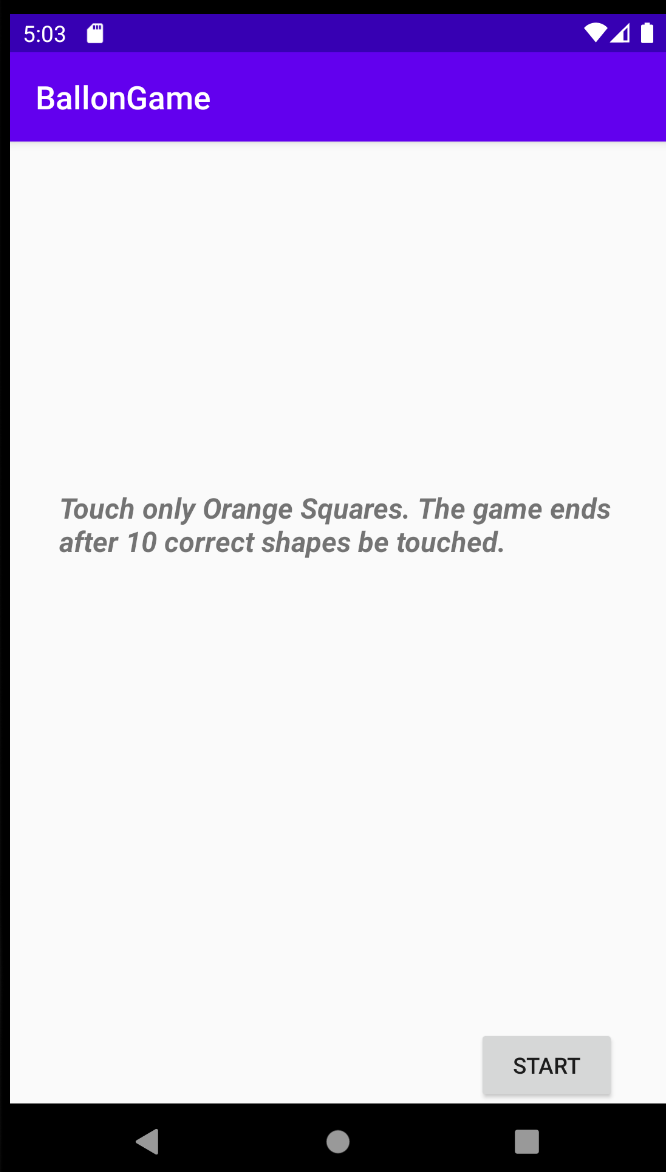 5:03
BallonGame
Touch only Orange Squares. The game ends
after 10 correct shapes be touched.
START